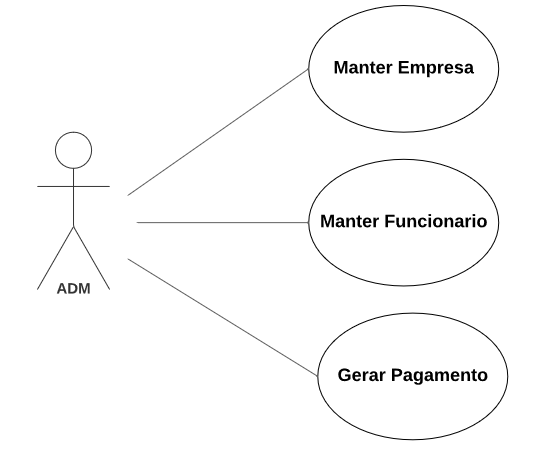 Manter Empresa
Manter Funcionario
ADM
Gerar Pagamento